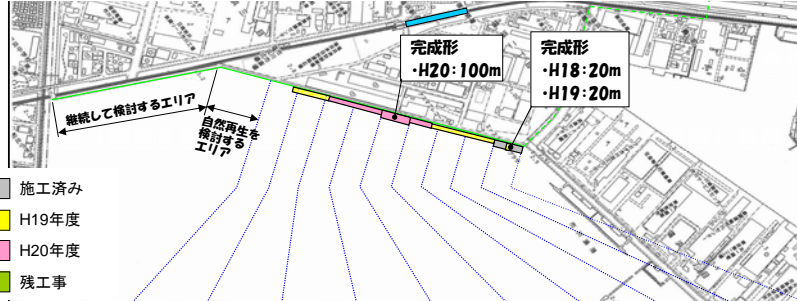 完成形
・H20：100m
完成形
・H18：20m
・H19：20m
継続して検討するエリア
自然再生を
検討する
エリア
施工済み
H19年度
H20年度
残工事